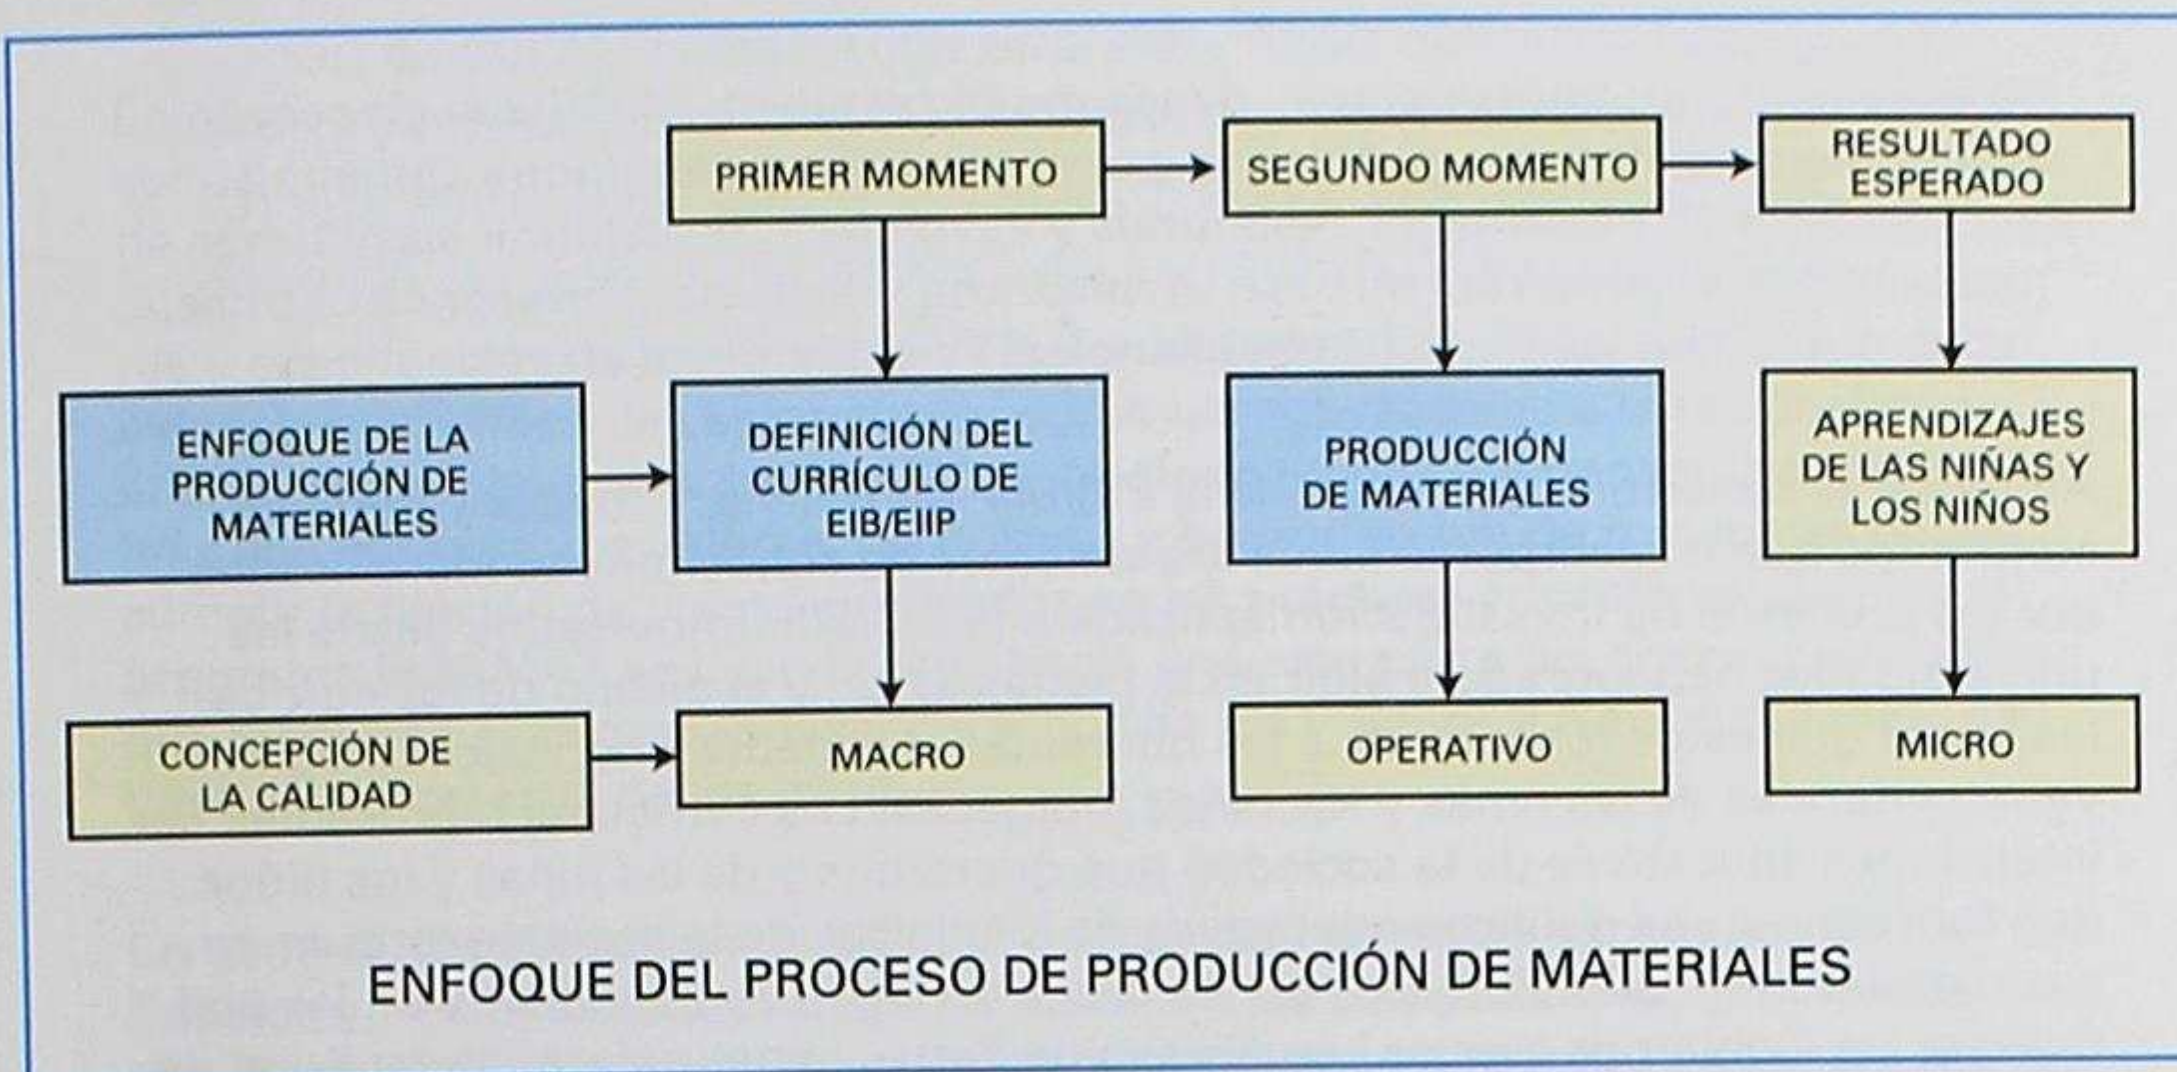 PRIMER MOMENTO
SEGUNDO MOMENTO
RESULTADO
ESPERADO
ENFOQUE DE LA
PRODUCCIÓN DE
MATERIALES
DEFINICIÓN DEL
CURRÍCULO DE
EIB/EIIP
PRODUCCIÓN
DE MATERIALES
APRENDIZAJES
DE LAS NIÑAS Y
LOS NIÑOS
CONCEPCIÓN DE
LA CALIDAD
MACRO
OPERATIVO
MICRO
ENFOQUE DEL PROCESO DE PRODUCCIÓN DE MATERIALES